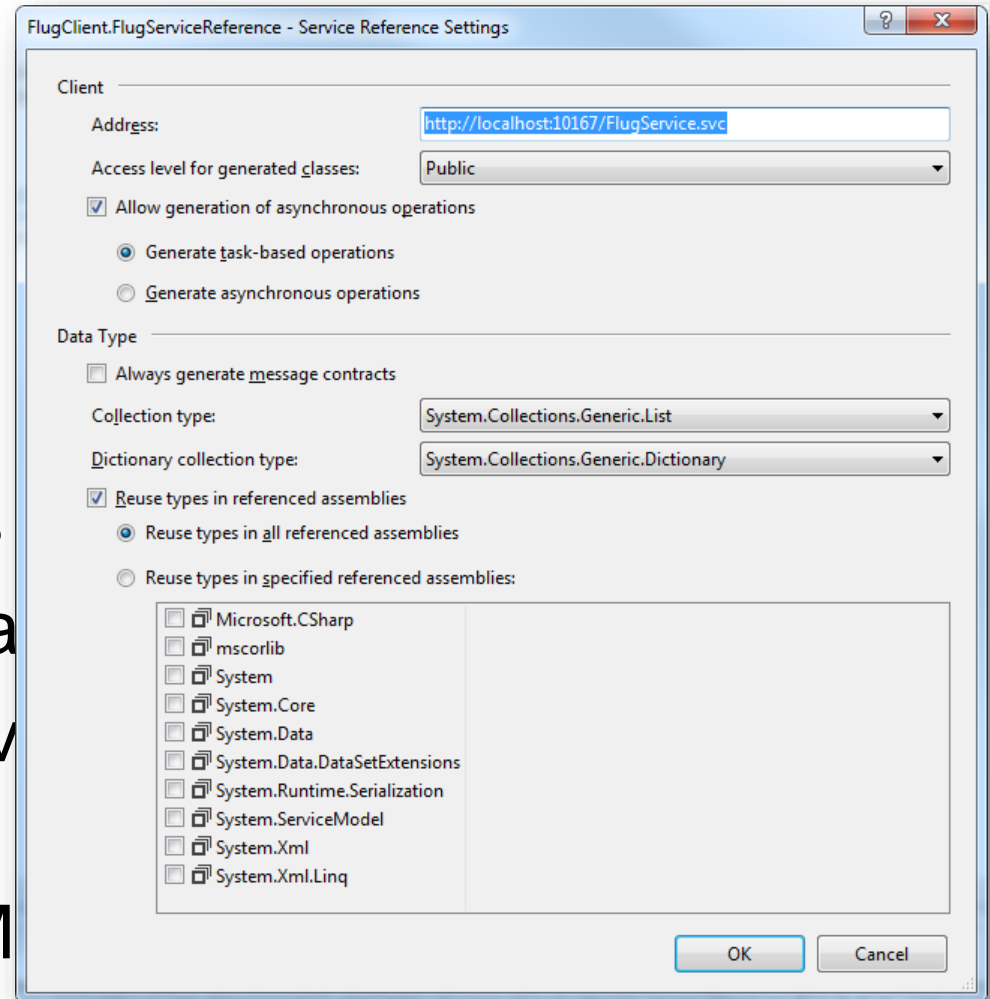 FlugClient.FlugServiceReference - Service Reference Settings
Client
Address: http://localhost:10167/FlugService.svc
Access level for generated classes: Public
Allow generation of asynchronous operations
Generate task-based operations
Generate asynchronous operations
Data Type
Always generate message contracts
Collection type: System.Collections.Generic.List
Dictionary collection type: System.Collections.Generic.Dictionary
Reuse types in referenced assemblies
Reuse types in all referenced assemblies
Reuse types in specified referenced assemblies:
Microsoft.CSharp
mscorlib
System
System.Core
System.Data
System.Data.DataSetExtensions
System.Runtime.Serialization
System.ServiceModel
System.Xml
System.Xml.Linq
OK Cancel